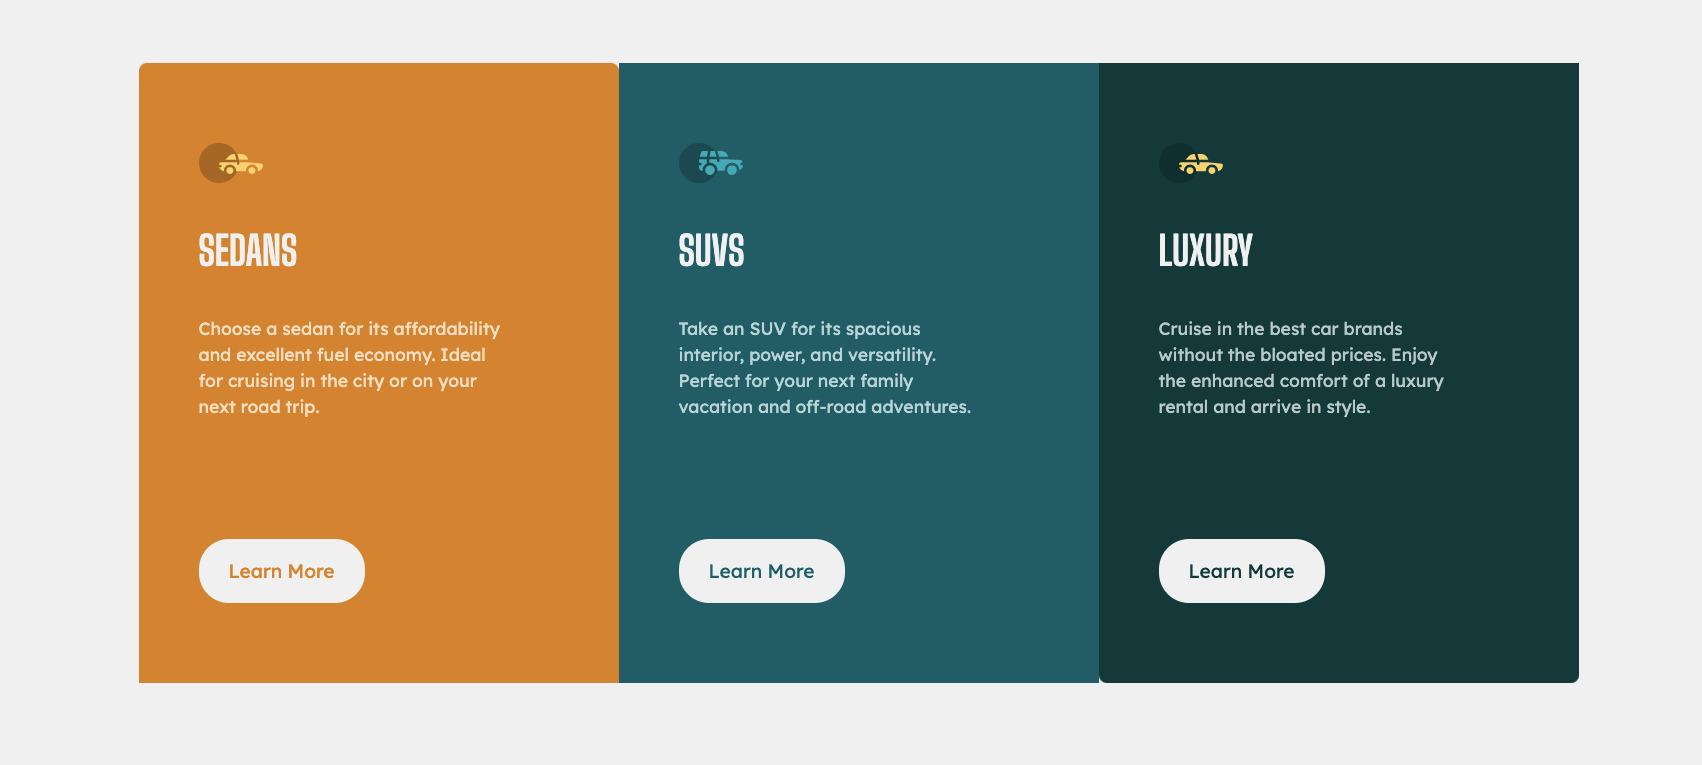 SEDANS
Choose a sedan for its affordability
and excellent fuel economy. Ideal
for cruising in the city or on your
next road trip.
Learn More
SUVS
Take an SUV for its spacious
interior, power, and versatility.
Perfect for your next family
vacation and off-road adventures.
Learn More
LUXURY
Cruise in the best car brands
without the bloated prices. Enjoy
the enhanced comfort of a luxury
rental and arrive in style.
Learn More